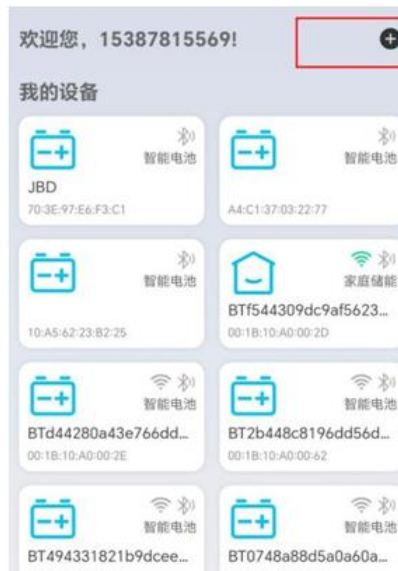 欢迎您，15387815569!
我的设备
智能电池
JBD
70:3E:97:E6:F3:C1
智能电池
A4:C1:37:03:22:77
智能电池
10:A5:62:23:B2:25
家庭储能
BTf544309dc9af5623...
00:1B:10:A0:00:2D
智能电池
BTd44280a43e766dd...
00:1B:10:A0:00:2E
智能电池
BT2b448c8196dd56d...
00:1B:10:A0:00:62
智能电池
BT494331821b9dcee...
智能电池
BT0748a88d5a0a60a...